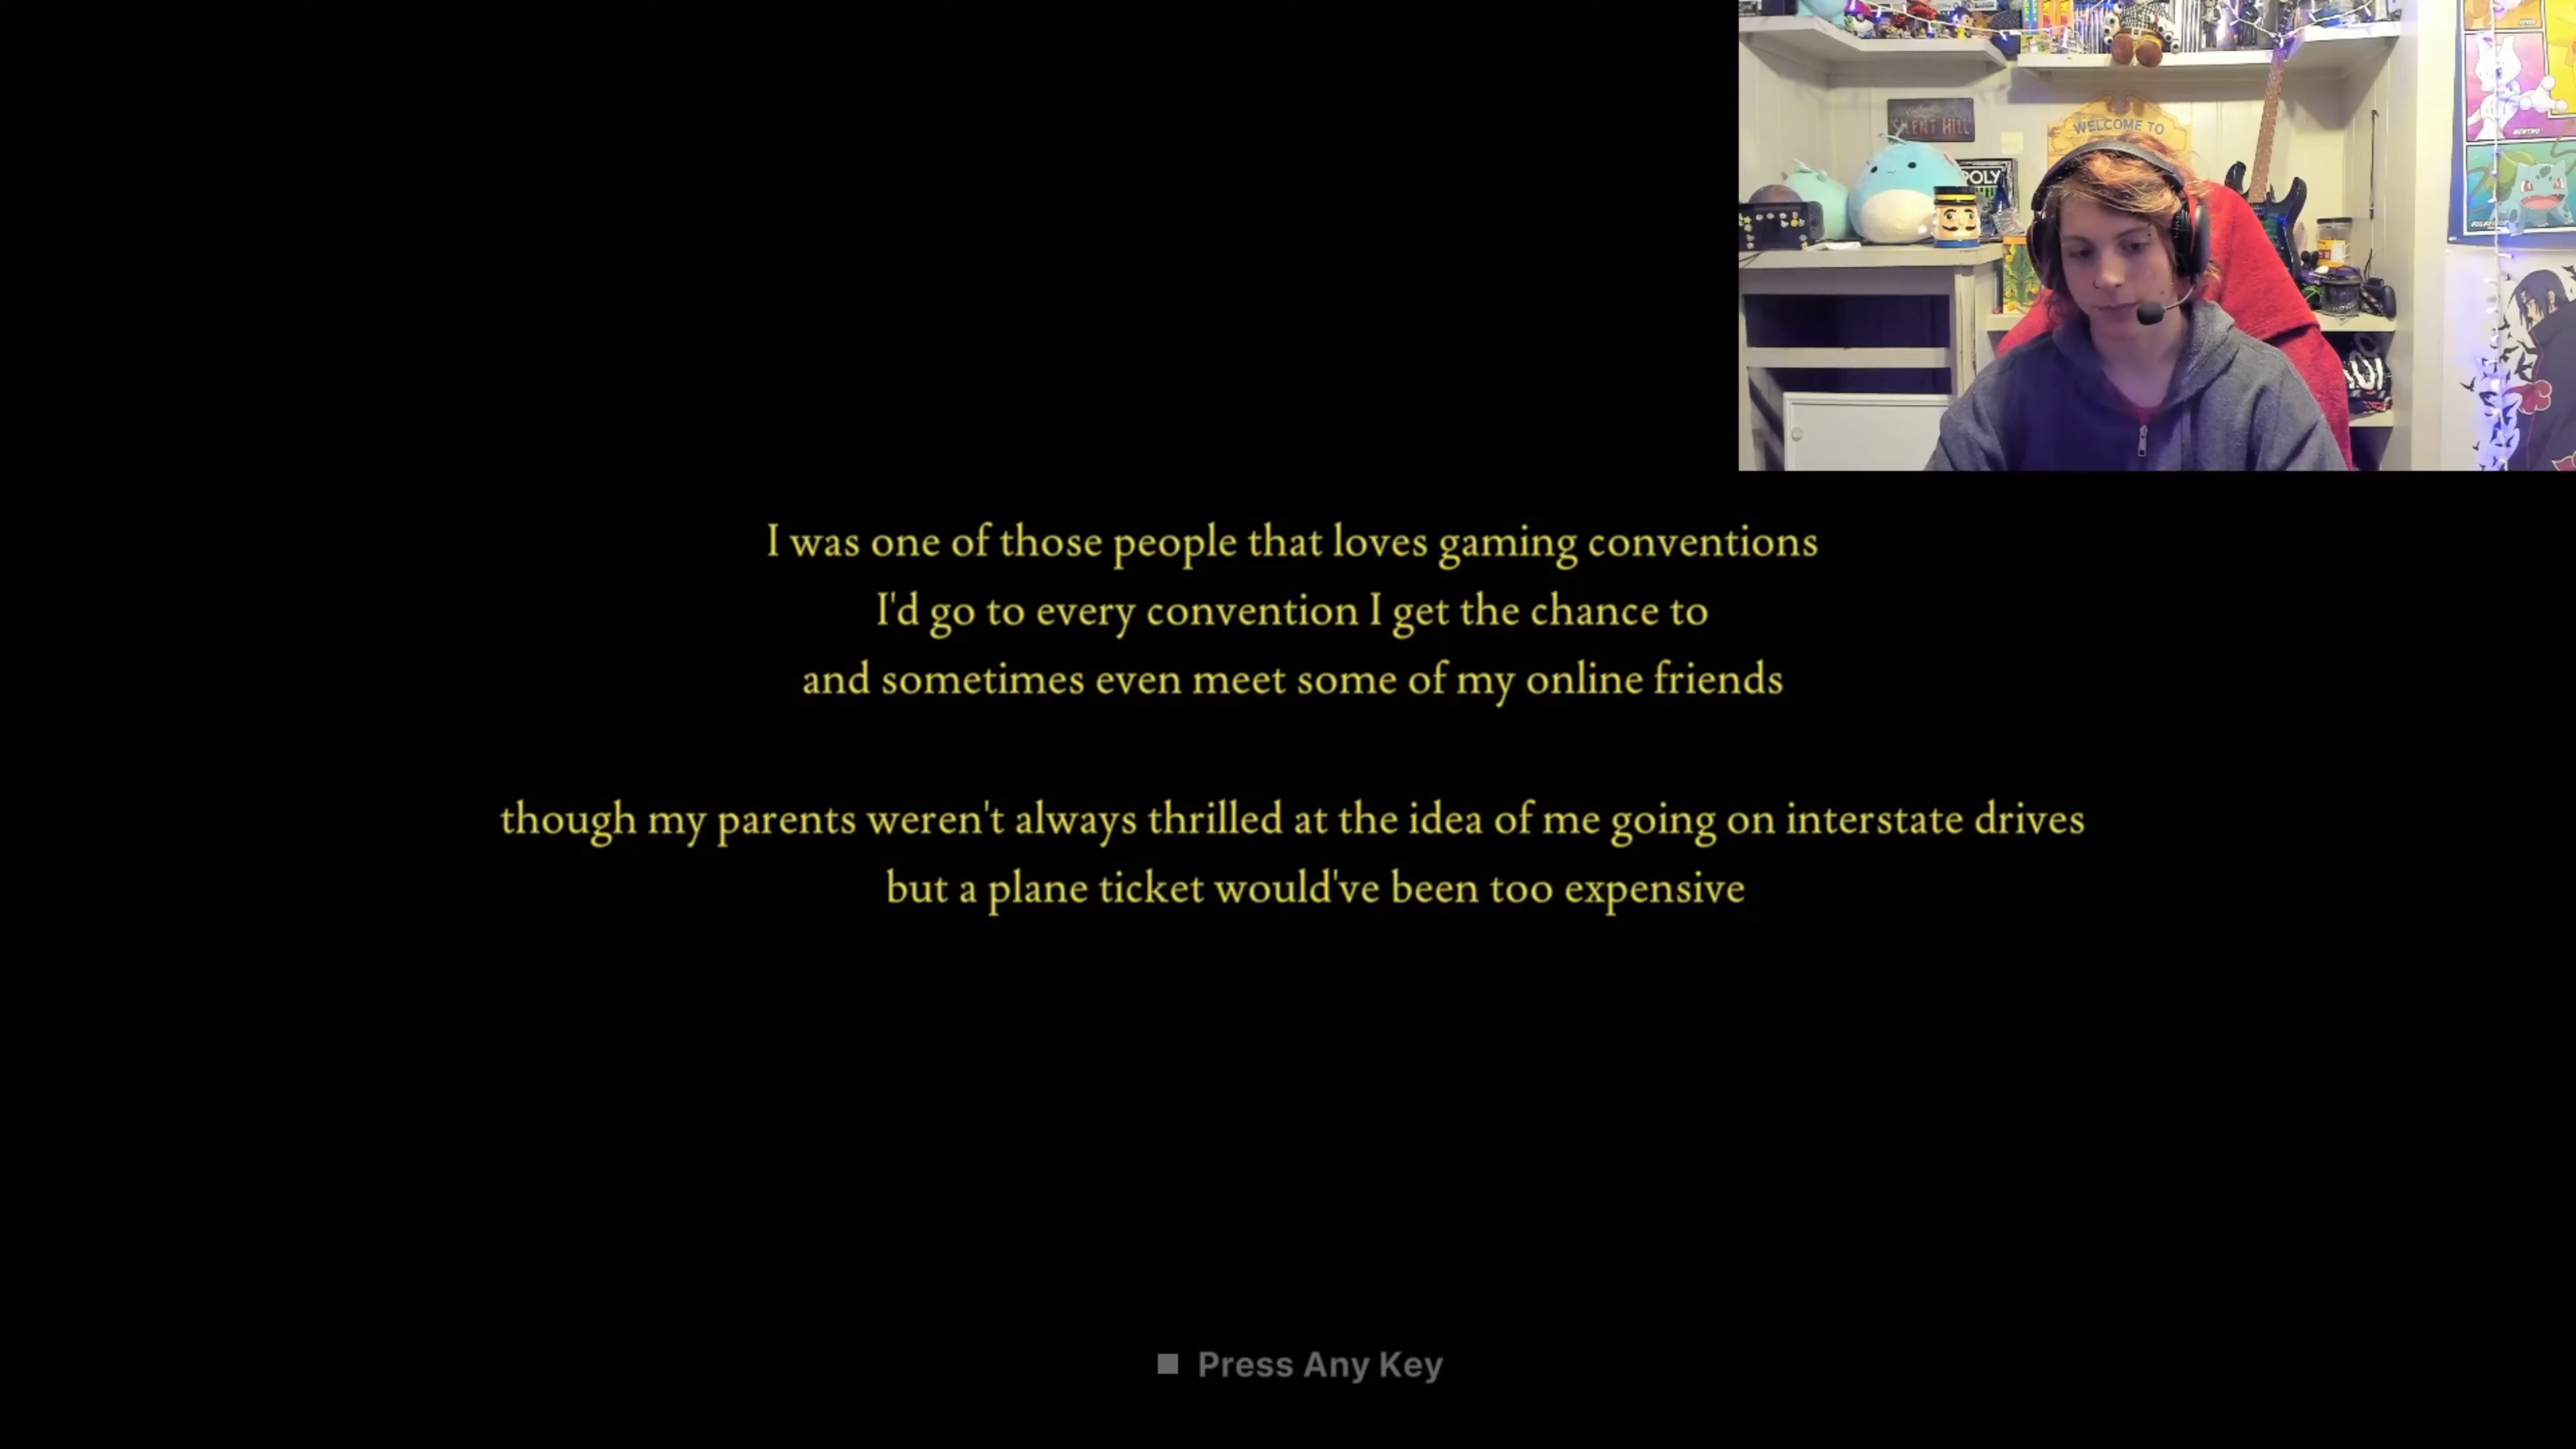 SILENT HILL
WELCOME TO
POLY
I was one of those people that loves gaming conventions
I'd go to every convention I get the chance to
and sometimes even meet some of my online friends
though my parents weren't always thrilled at the idea of me going on interstate drives
but a plane ticket would've been too expensive
Press Any Key